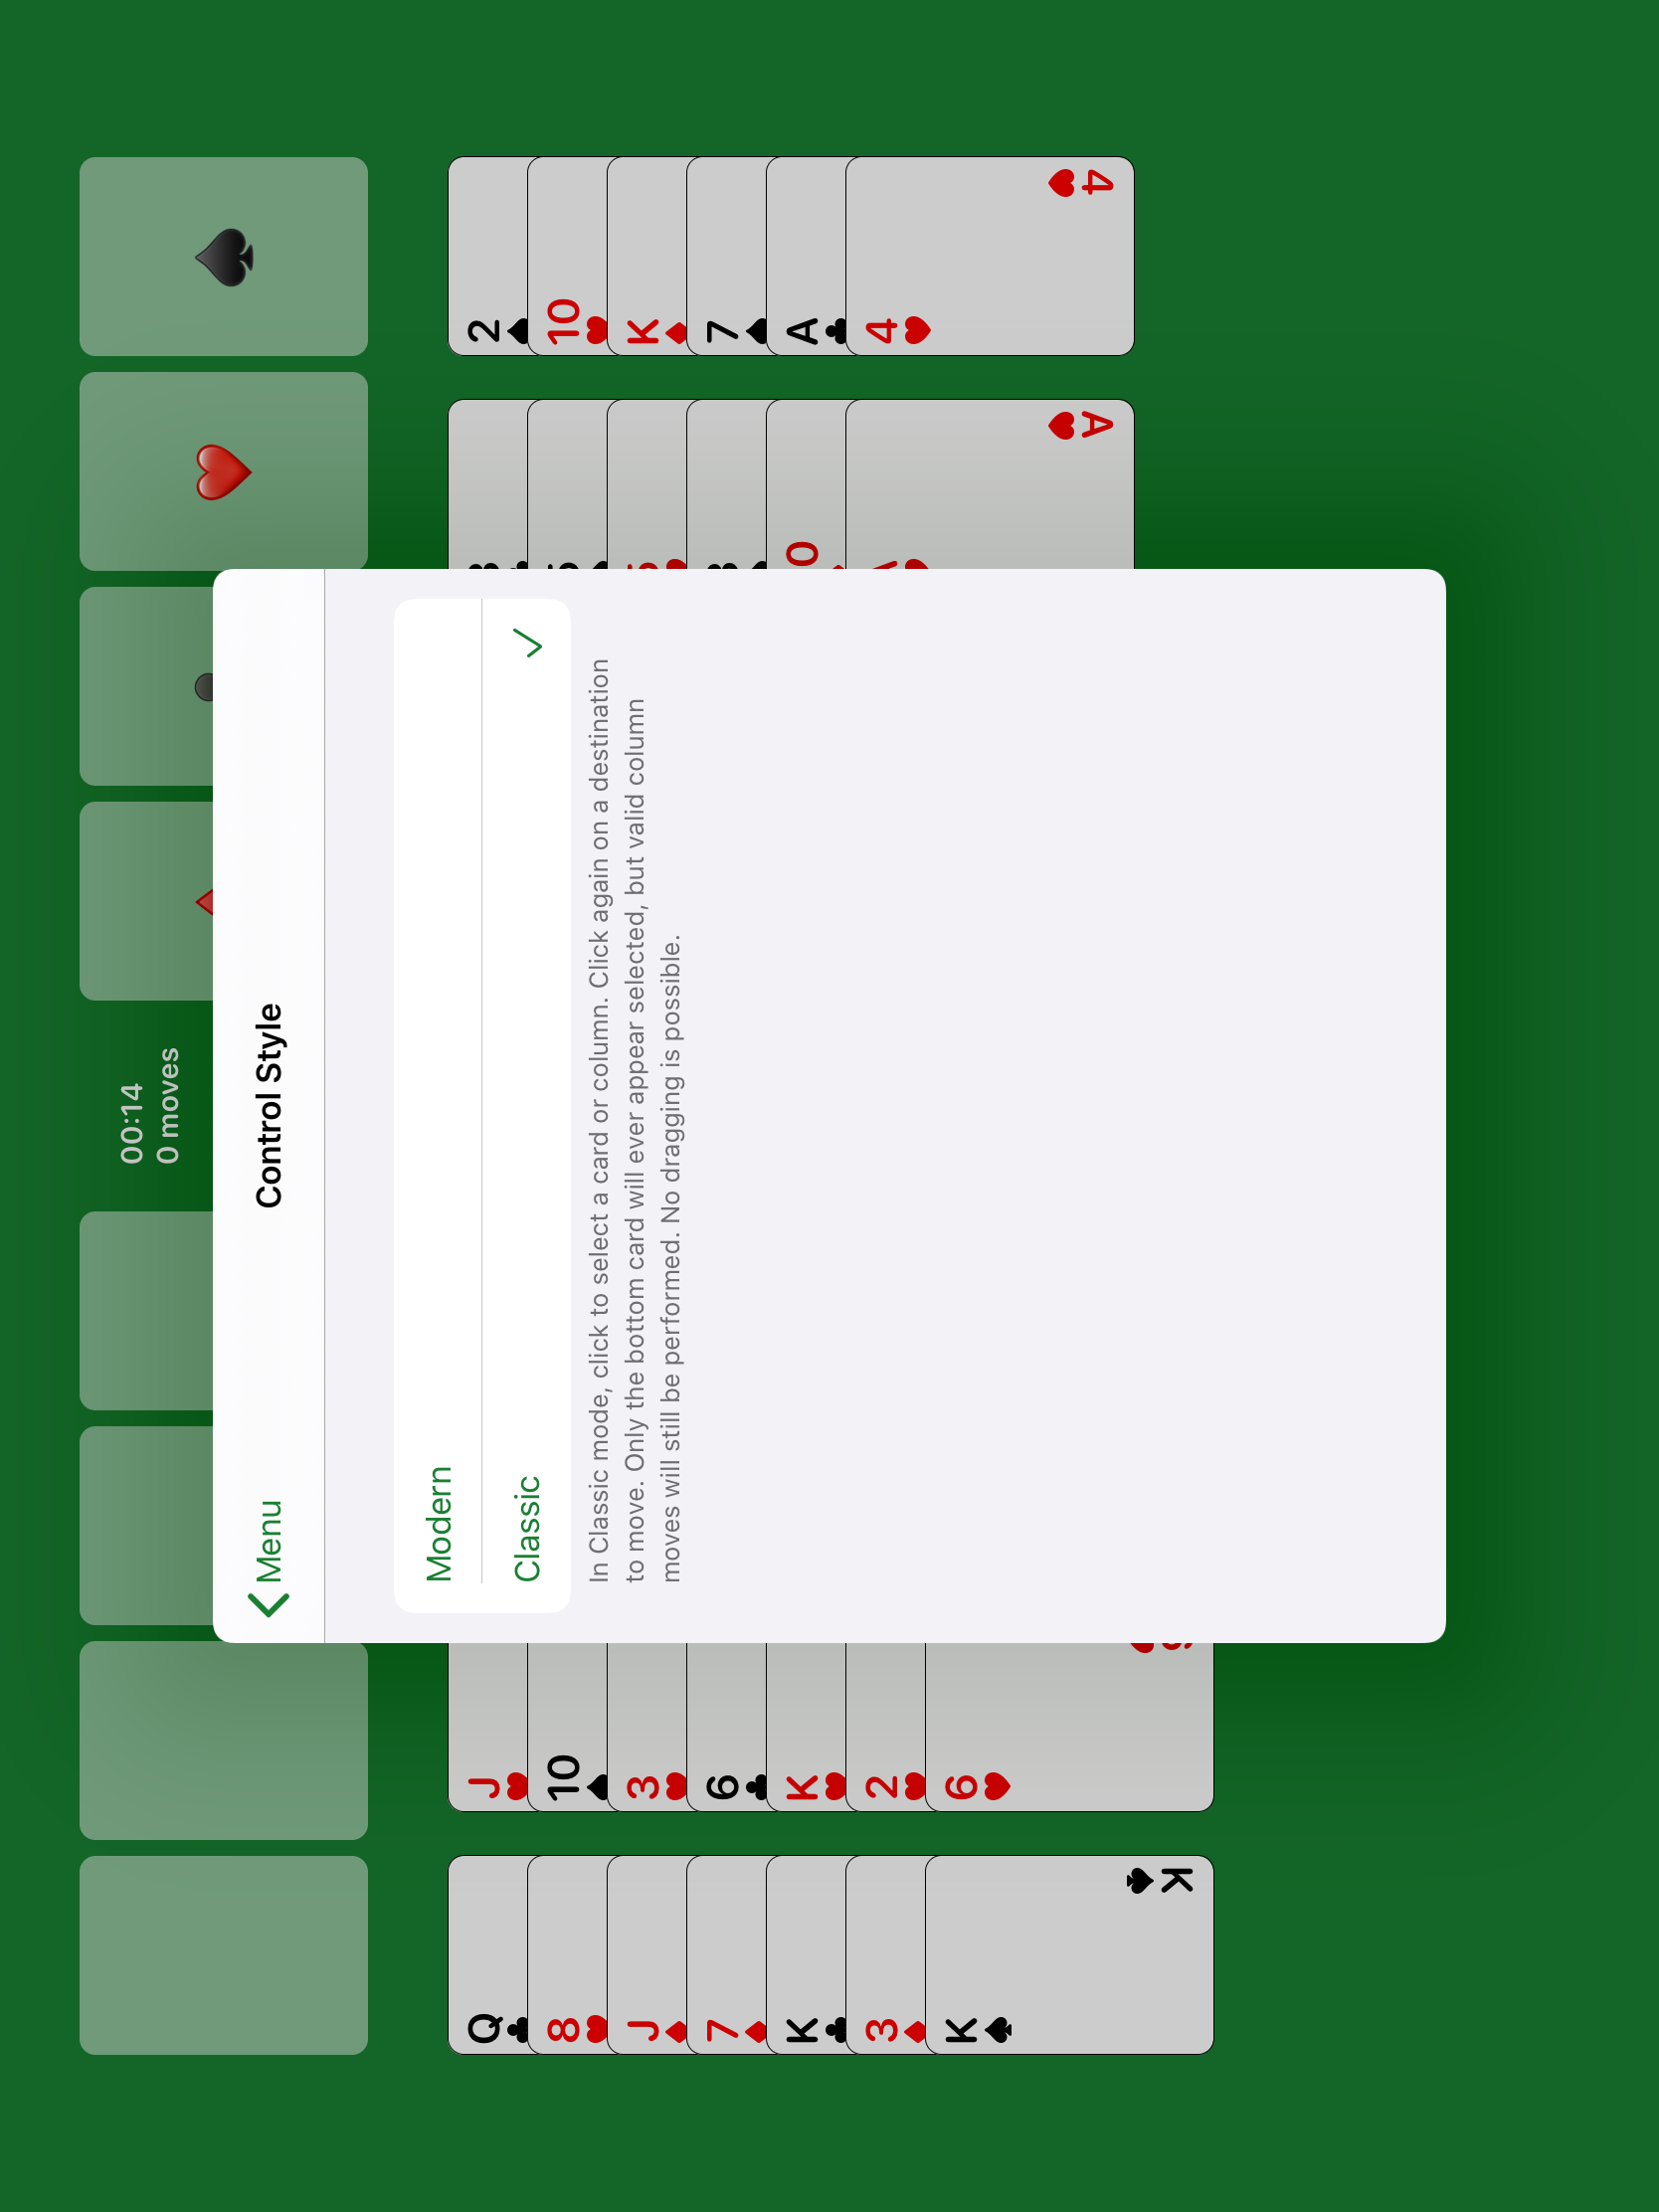 00:14
0 moves
Menu
Control Style
Modern
Classic
In Classic mode, click to select a card or column. Click again on a destination
to move. Only the bottom card will ever appear selected, but valid column
moves will still be performed. No dragging is possible.
Q
8
J
7
K
3
K
K
J
10
3
6
K
2
6
A
2
10
K
7
A
4
4